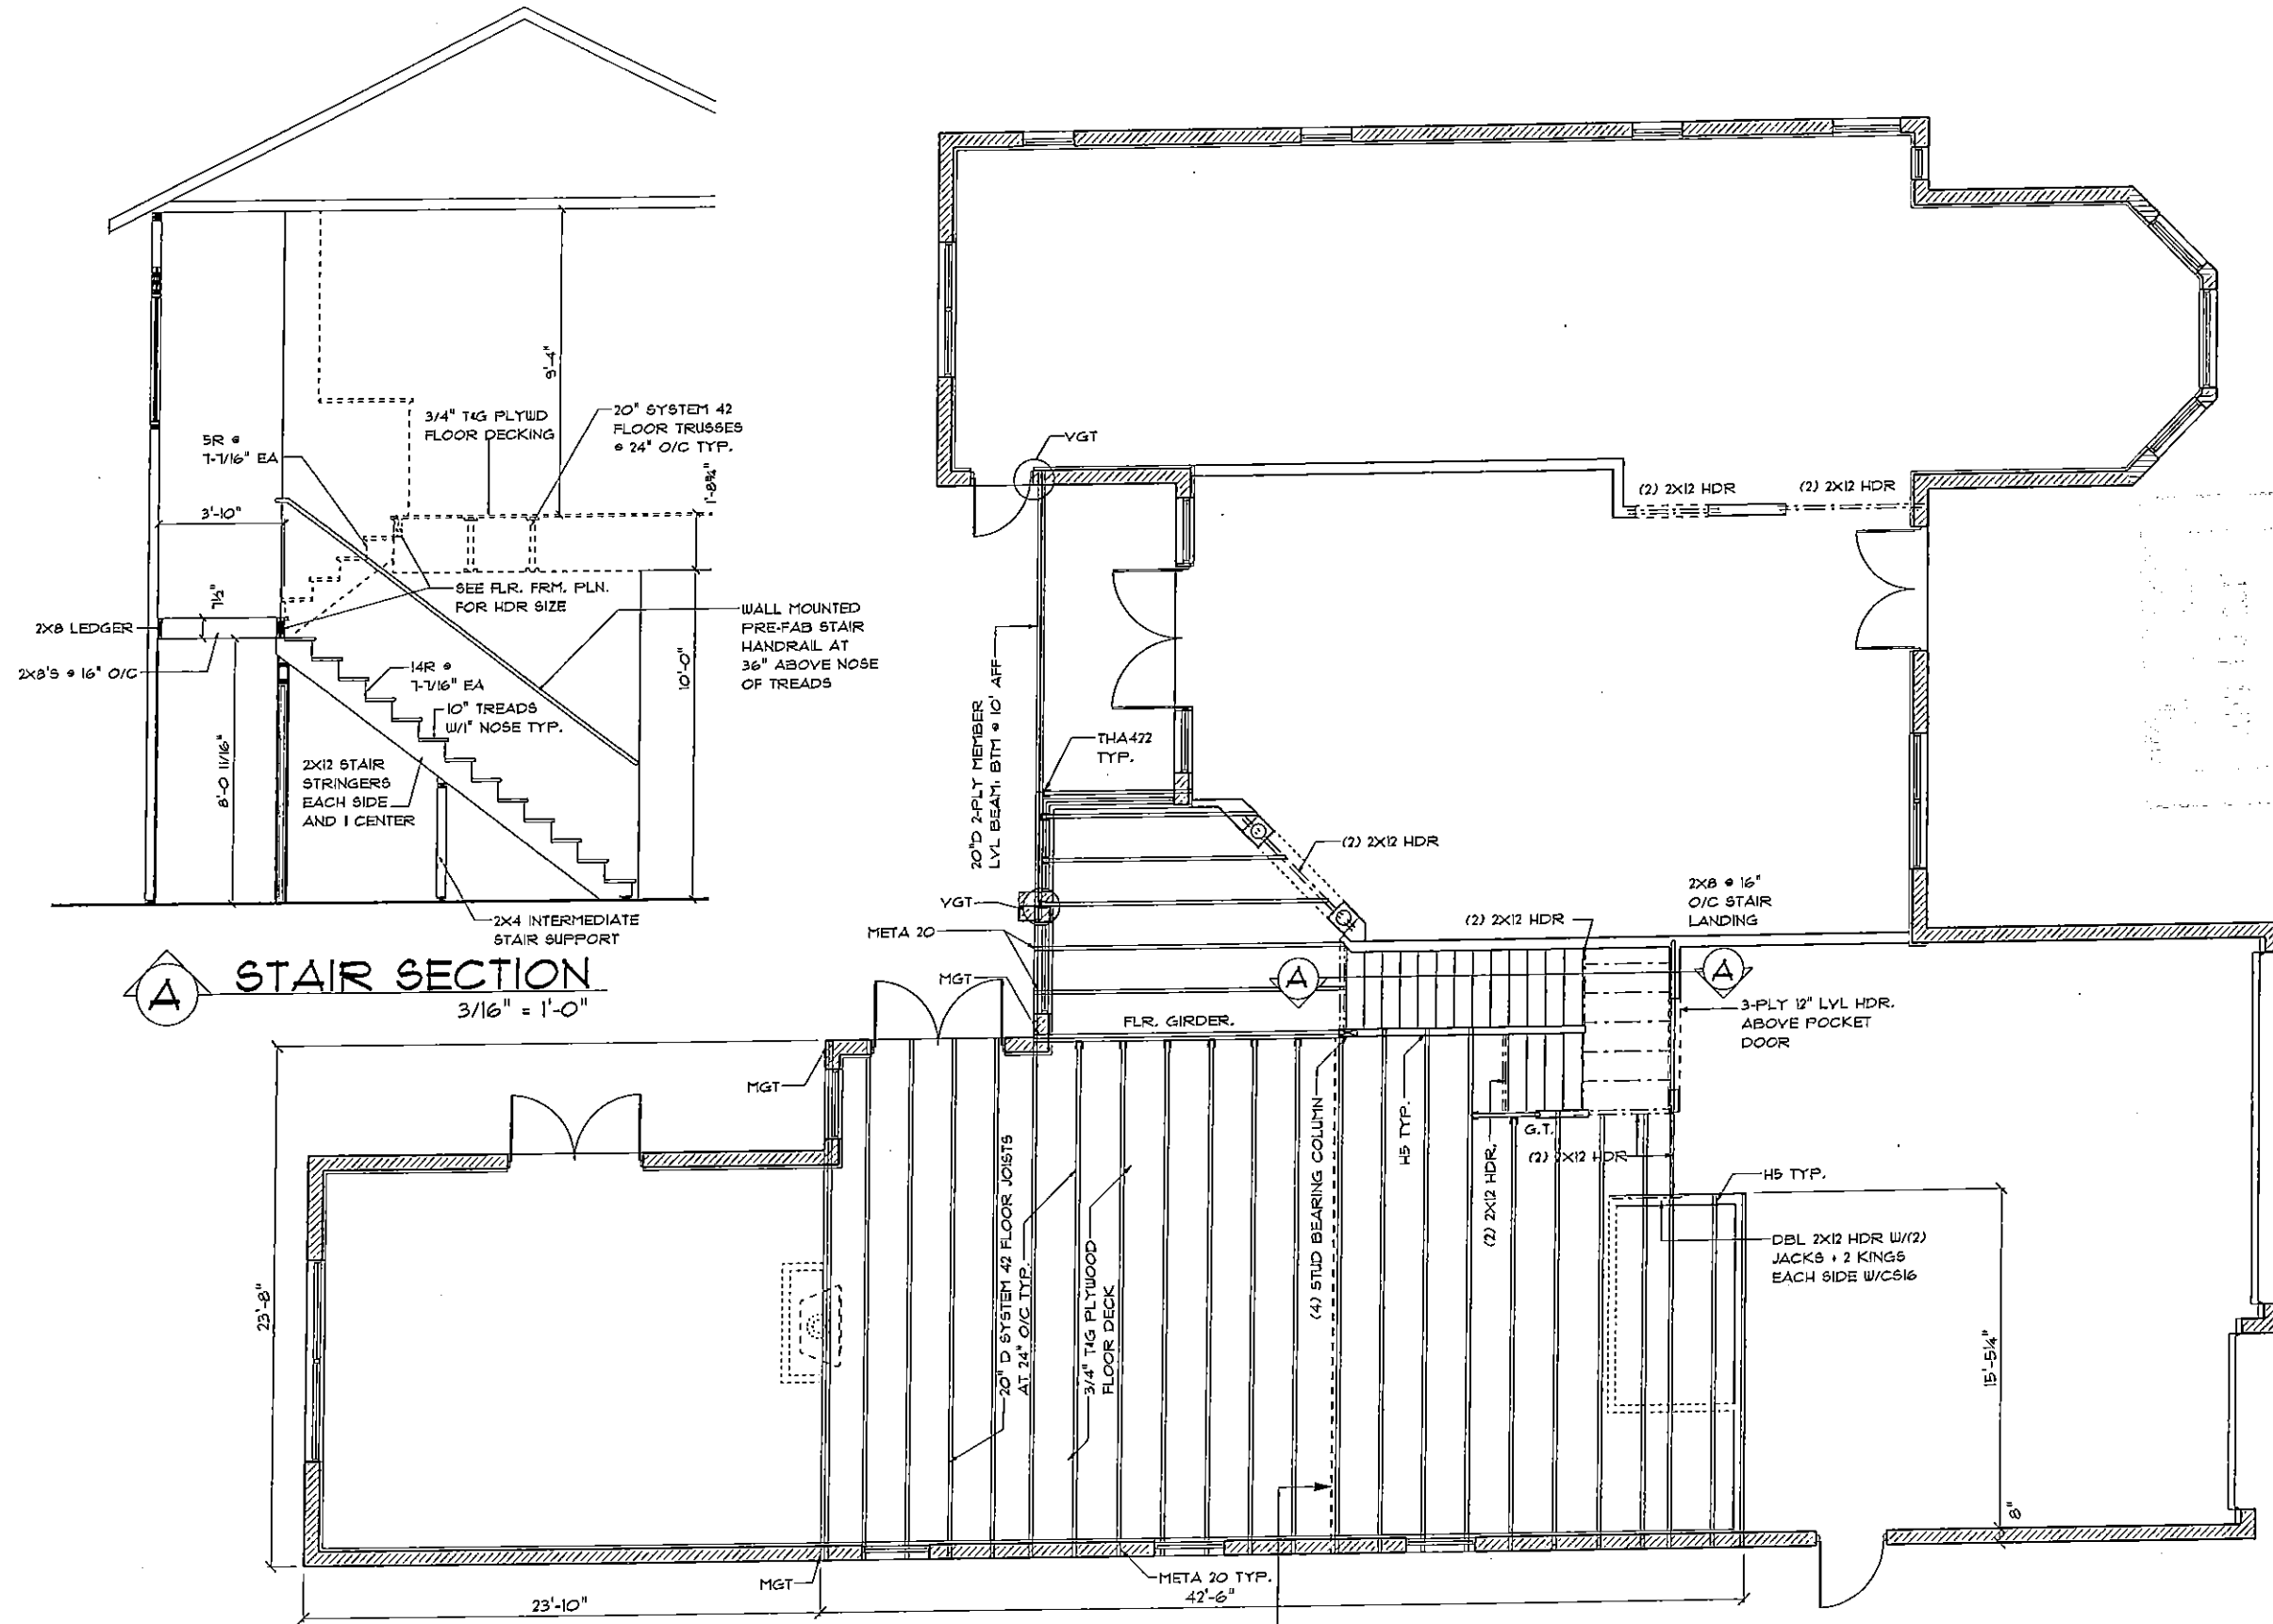 9'-4"
3/4" T&G PLYWD
FLOOR DECKING
20" SYSTEM 42
FLOOR TRUSSES
@ 24" O/C TYP.
5R @
7-7/16" EA
1'-8¾"
3'-10"
7½"
SEE FLR. FRM. PLN.
FOR HDR SIZE
2X8 LEDGER
2X8'S @ 16" O/C
WALL MOUNTED
PRE-FAB STAIR
HANDRAIL AT
36" ABOVE NOSE
OF TREADS
14R @
7-7/16" EA
10'-0"
10" TREADS
W/1" NOSE TYP.
8'-0 11/16"
2X12 STAIR
STRINGERS
EACH SIDE
AND 1 CENTER
2X4 INTERMEDIATE
STAIR SUPPORT
A
STAIR SECTION
3/16" = 1'-0"
VGT
(2) 2X12 HDR
(2) 2X12 HDR
20"D 2-PLY MEMBER
LVL BEAM. BTM @ 10' AFF
THA422
TYP.
(2) 2X12 HDR
2X8 @ 16"
O/C STAIR
LANDING
VGT
(2) 2X12 HDR
META 20
A
A
MGT
3-PLY 12" LVL HDR.
ABOVE POCKET
DOOR
FLR. GIRDER.
MGT
(4) STUD BEARING COLUMN
H5 TYP.
(2) 2X12 HDR.
G.T.
(2) 2X12 HDR
H5 TYP.
20" D SYSTEM 42 FLOOR JOISTS
AT 24" O/C TYP.
3/4" T&G PLYWOOD
FLOOR DECK
DBL 2X12 HDR W/(2)
JACKS + 2 KINGS
EACH SIDE W/CS16
23'-8"
15'-5¼"
8"
MGT
META 20 TYP.
23'-10"
42'-6"